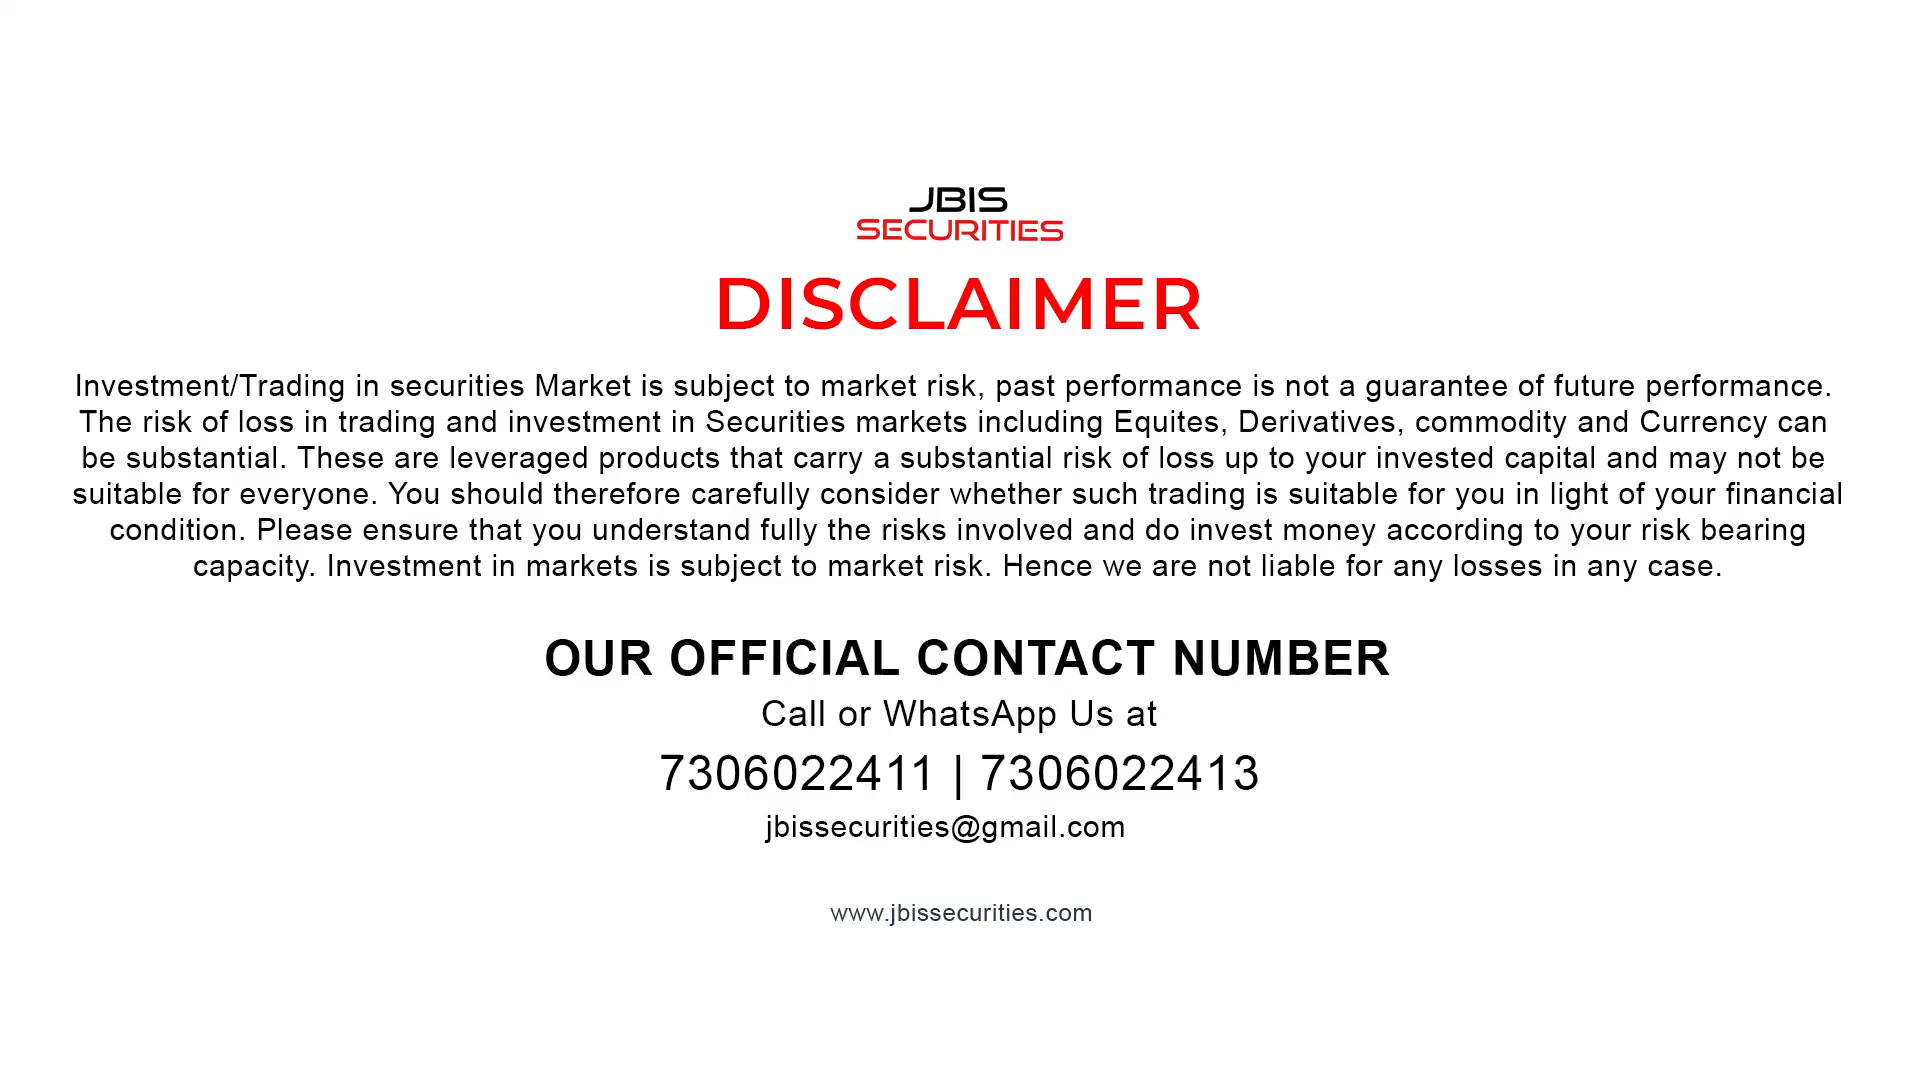 JBIS
SECURITIES
DISCLAIMER
Investment/Trading in securities Market is subject to market risk, past performance is not a guarantee of future performance.
The risk of loss in trading and investment in Securities markets including Equites, Derivatives, commodity and Currency can
be substantial. These are leveraged products that carry a substantial risk of loss up to your invested capital and may not be
suitable for everyone. You should therefore carefully consider whether such trading is suitable for you in light of your financial
condition. Please ensure that you understand fully the risks involved and do invest money according to your risk bearing
capacity. Investment in markets is subject to market risk. Hence we are not liable for any losses in any case.
OUR OFFICIAL CONTACT NUMBER
Call or WhatsApp Us at
7306022411 | 7306022413
jbissecurities@gmail.com
www.jbissecurities.com